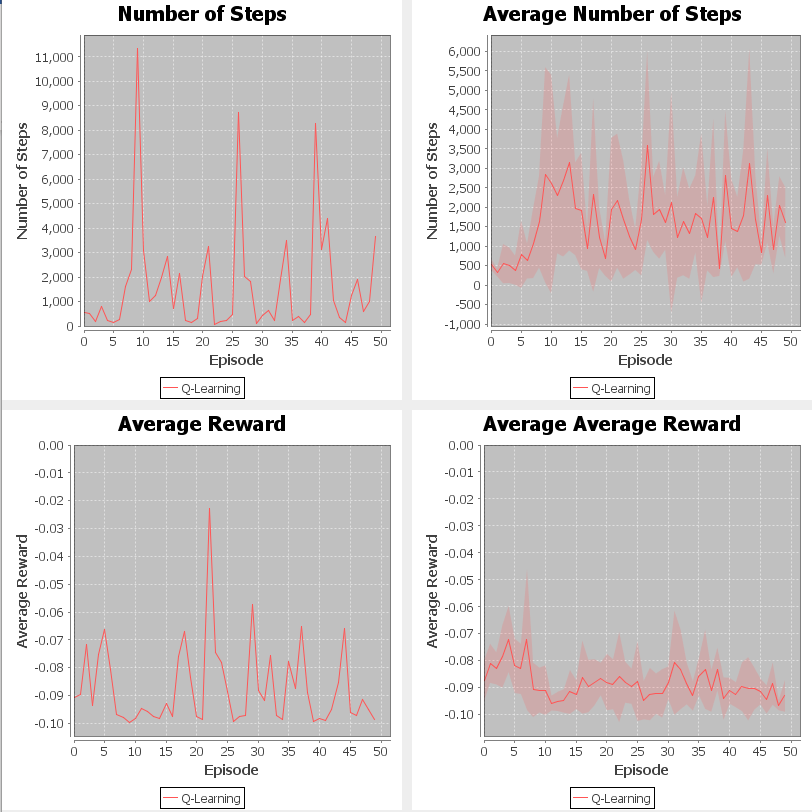 Number of Steps
Number of Steps
11,000
10,000
9,000
8,000
7,000
6,000
5,000
4,000
3,000
2,000
1,000
0
0 5 10 15 20 25 30 35 40 45 50
Episode
Q-Learning
Average Number of Steps
Number of Steps
6,000
5,500
5,000
4,500
4,000
3,500
3,000
2,500
2,000
1,500
1,000
500
0
-500
-1,000
0 5 10 15 20 25 30 35 40 45 50
Episode
Q-Learning
Average Reward
Average Reward
0.00
-0.01
-0.02
-0.03
-0.04
-0.05
-0.06
-0.07
-0.08
-0.09
-0.10
0 5 10 15 20 25 30 35 40 45 50
Episode
Q-Learning
Average Average Reward
Average Reward
0.00
-0.01
-0.02
-0.03
-0.04
-0.05
-0.06
-0.07
-0.08
-0.09
-0.10
0 5 10 15 20 25 30 35 40 45 50
Episode
Q-Learning